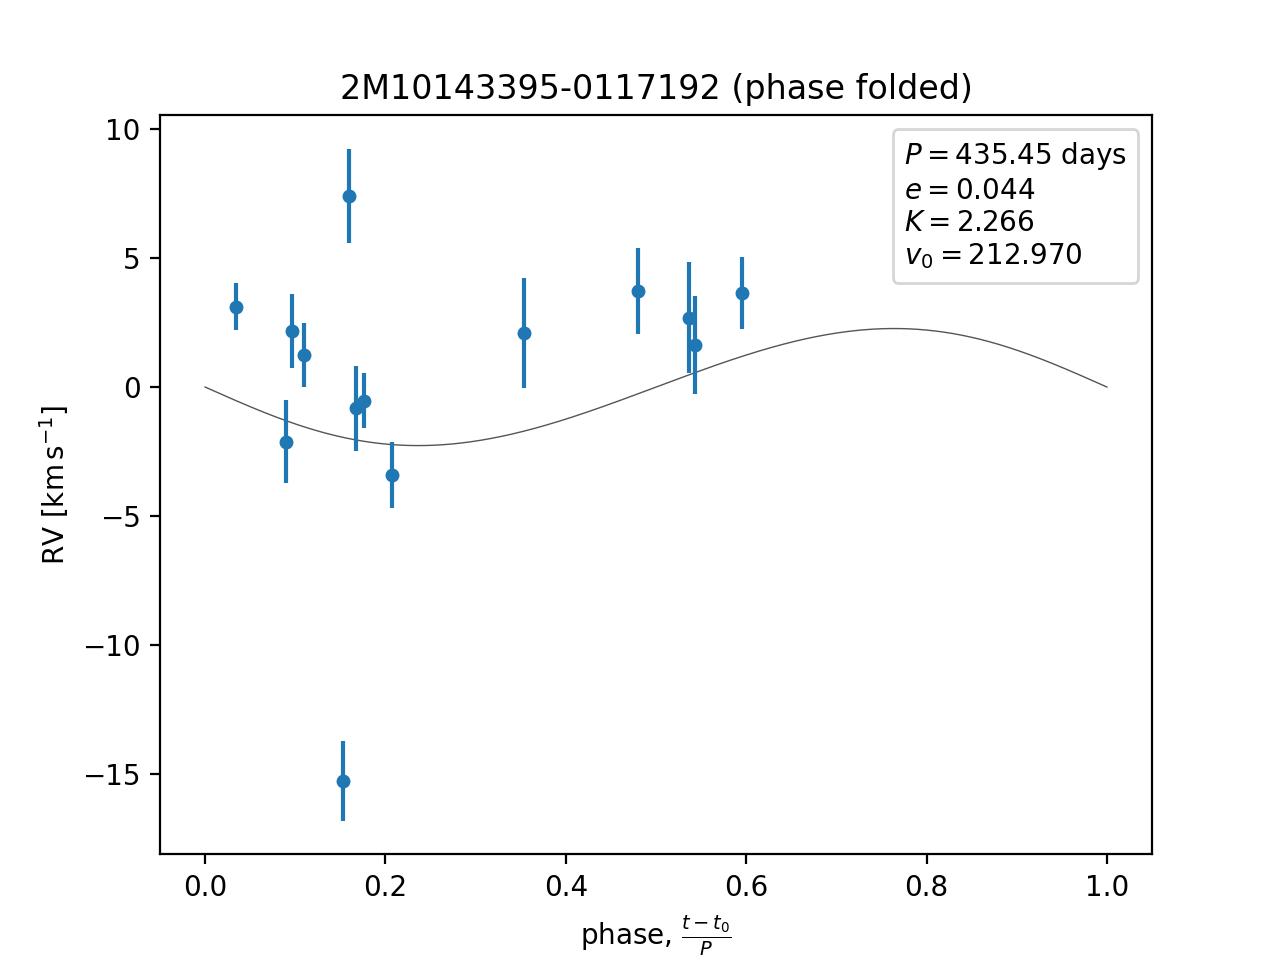 2M10143395-0117192 (phase folded)
10
5
0
−5
−10
−15
RV [km s⁻¹]
P = 435.45 days
e = 0.044
K = 2.266
v₀ = 212.970
0.0 0.2 0.4 0.6 0.8 1.0
phase, (t − t₀)/P